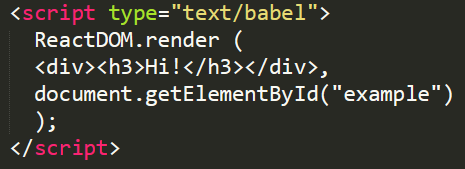 <script type="text/babel">
ReactDOM.render (
<div><h3>Hi!</h3></div>,
document.getElementById("example")
);
</script>